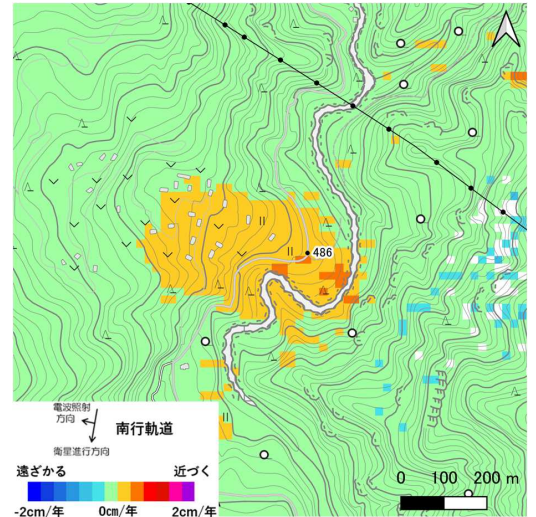 486
電波照射
方向
南行軌道
衛星進行方向
遠ざかる 近づく
-2cm/年 0cm/年 2cm/年
0 100 200 m